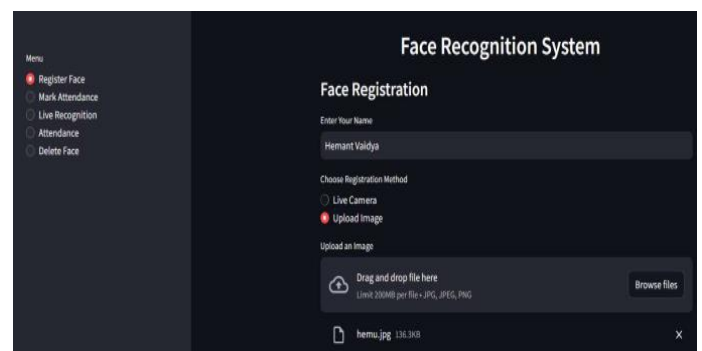 Menu
Register Face
Mark Attendance
Live Recognition
Attendance
Delete Face
Face Recognition System
Face Registration
Enter Your Name
Hemant Vaidya
Choose Registration Method
Live Camera
Upload Image
Upload an Image
Drag and drop file here
Limit 200MB per file • JPG, JPEG, PNG
Browse files
hemu.jpg 136.3KB